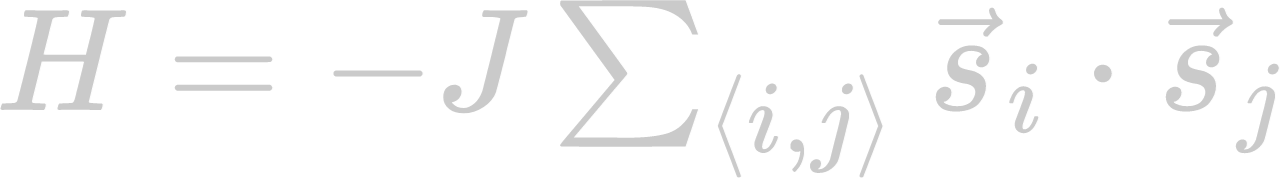 H = −J ∑⟨i,j⟩ s⃗ᵢ · s⃗ⱼ